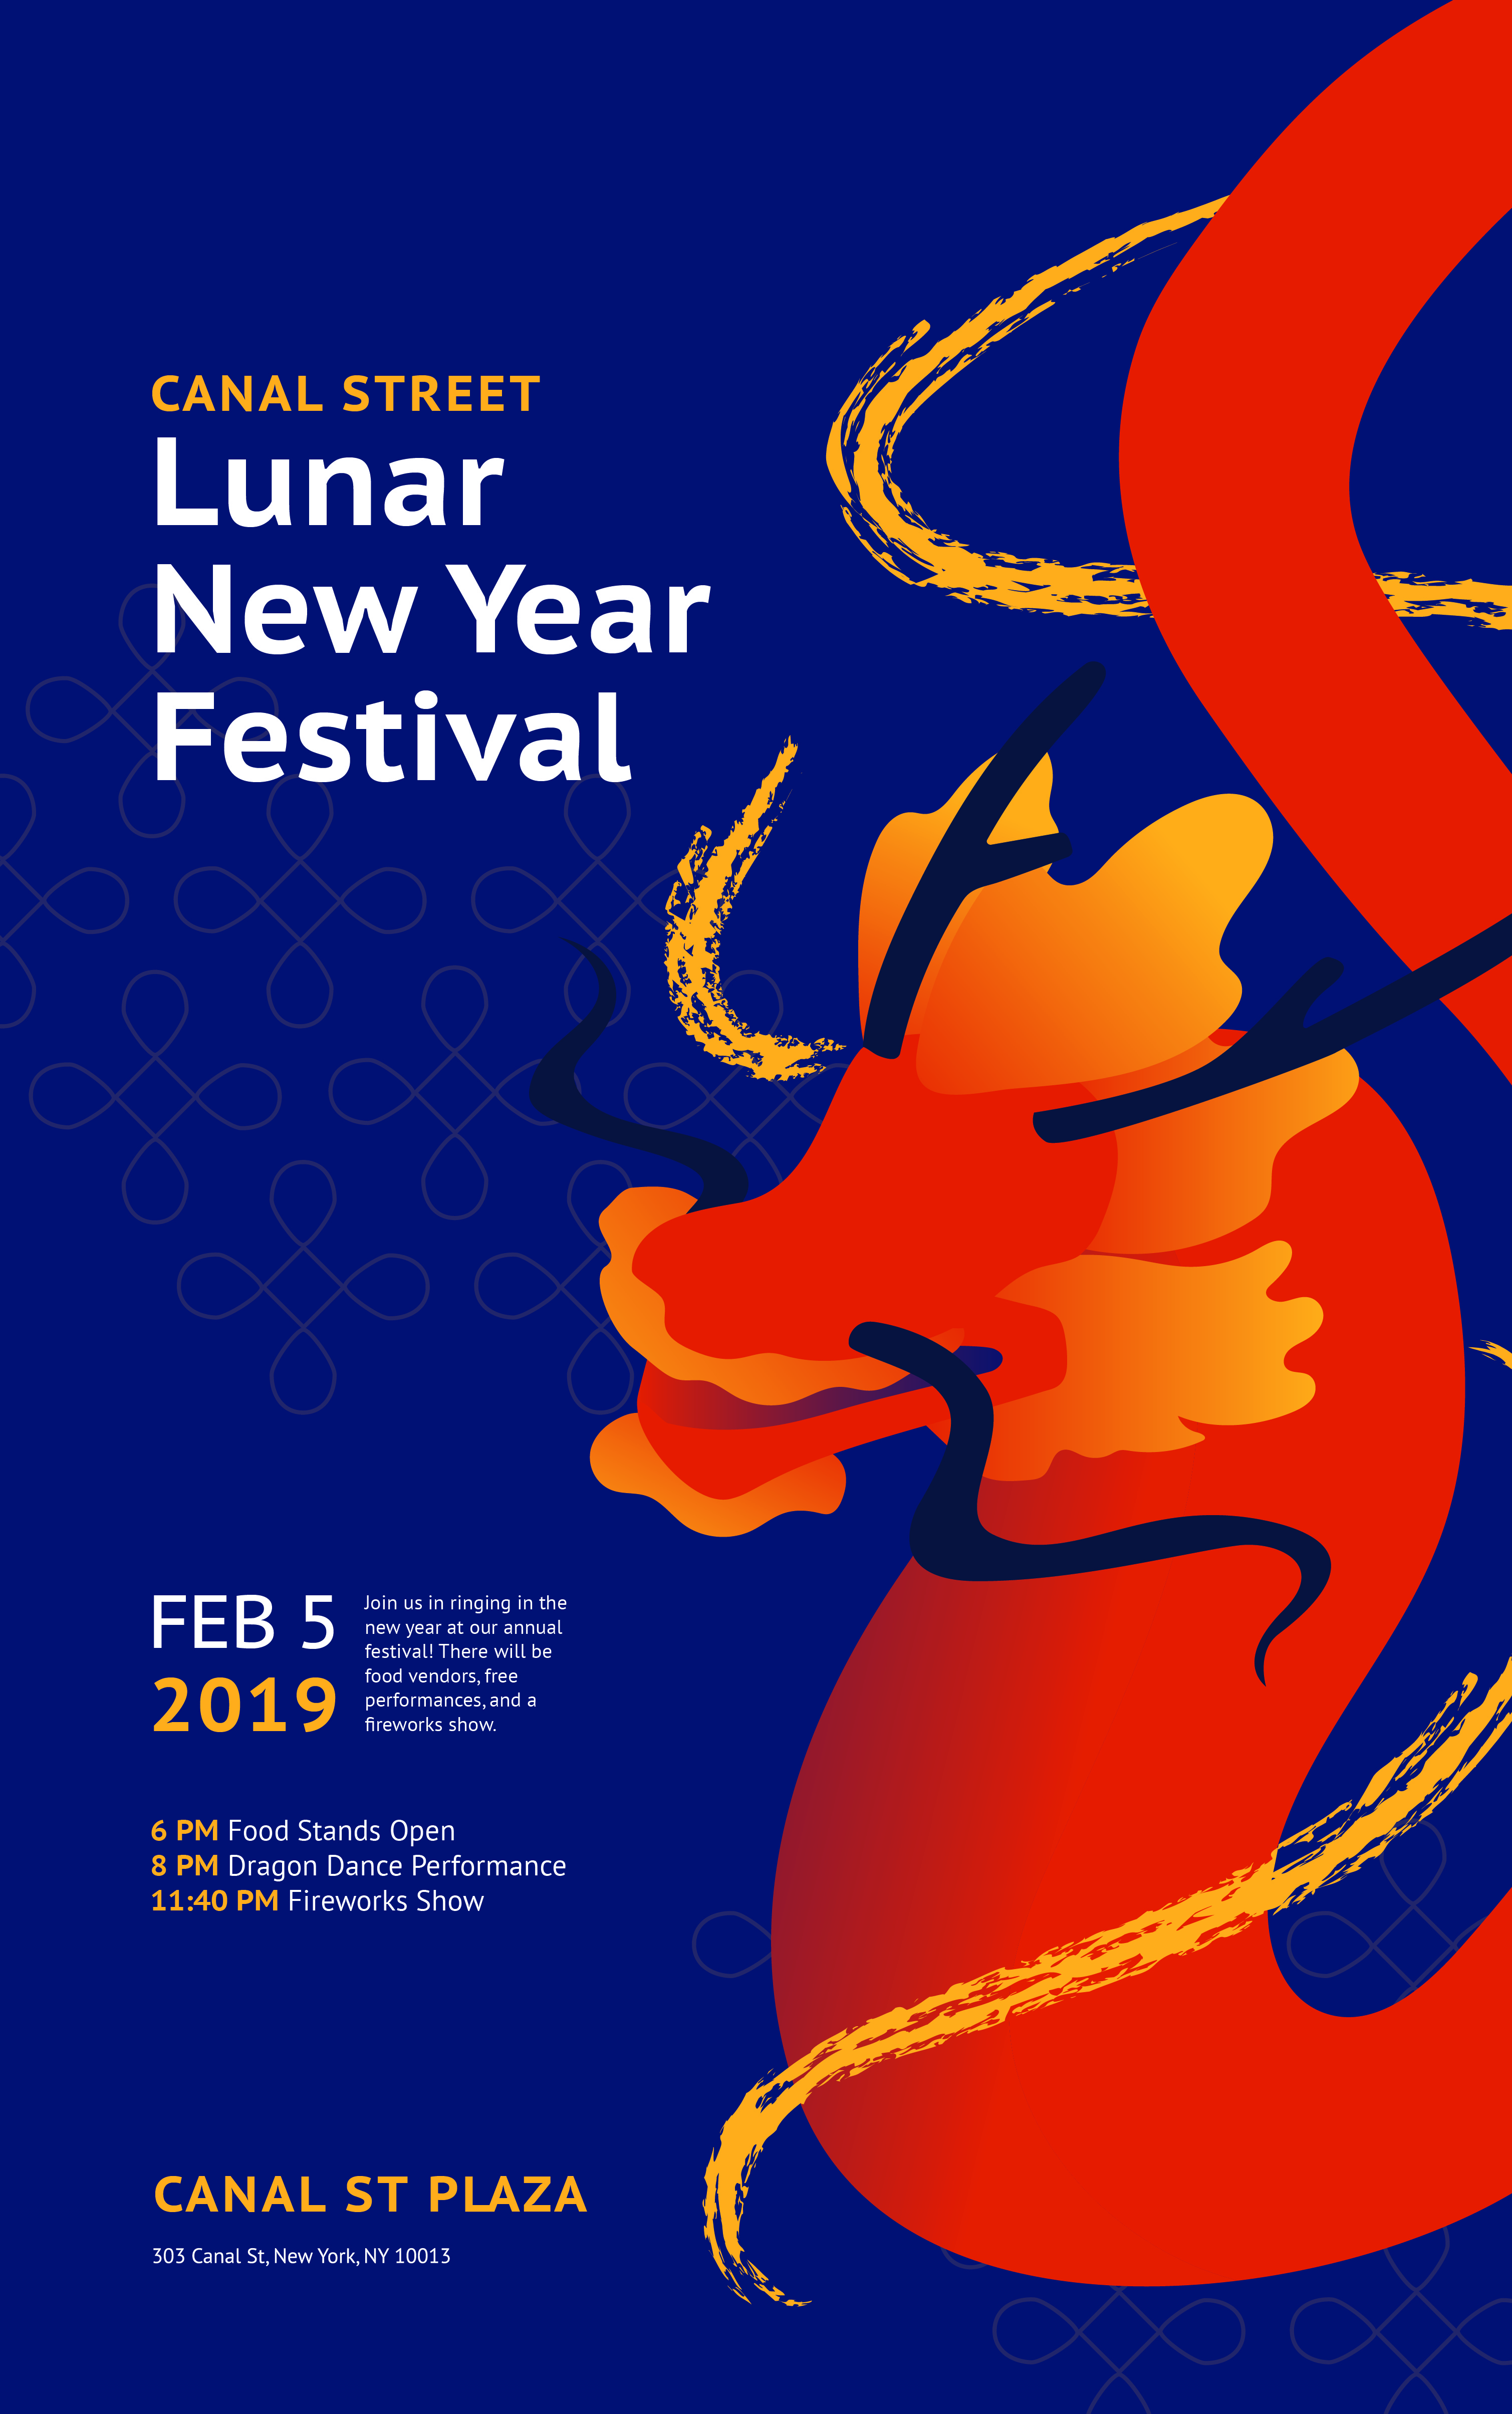 CANAL STREET
Lunar
New Year
Festival
FEB 5
2019
Join us in ringing in the
new year at our annual
festival! There will be
food vendors, free
performances, and a
fireworks show.
6 PM Food Stands Open
8 PM Dragon Dance Performance
11:40 PM Fireworks Show
CANAL ST PLAZA
303 Canal St, New York, NY 10013